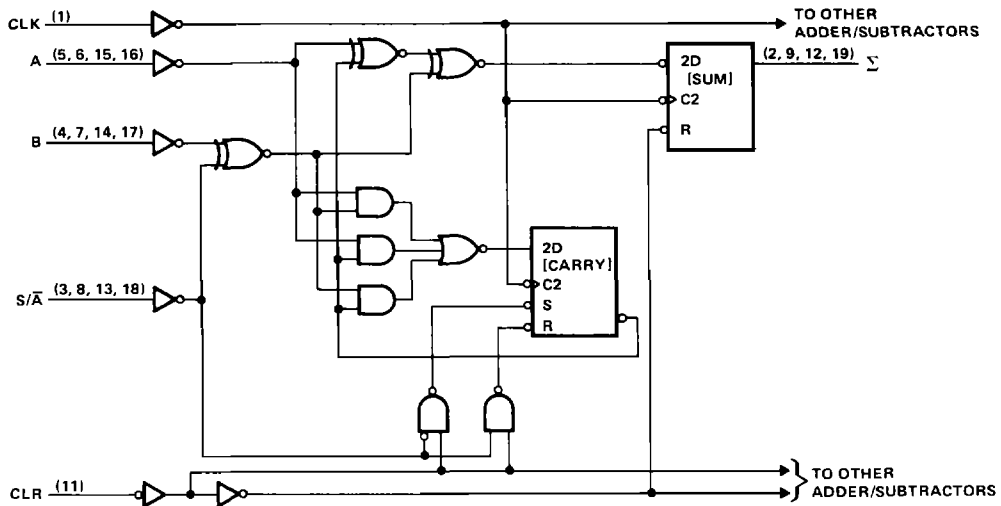 CLK (1)
TO OTHER
ADDER/SUBTRACTORS
A (5, 6, 15, 16)
2D
[SUM]
C2
R
(2, 9, 12, 19) Σ
B (4, 7, 14, 17)
2D
[CARRY]
C2
S
R
S/A̅ (3, 8, 13, 18)
CLR (11)
TO OTHER
ADDER/SUBTRACTORS